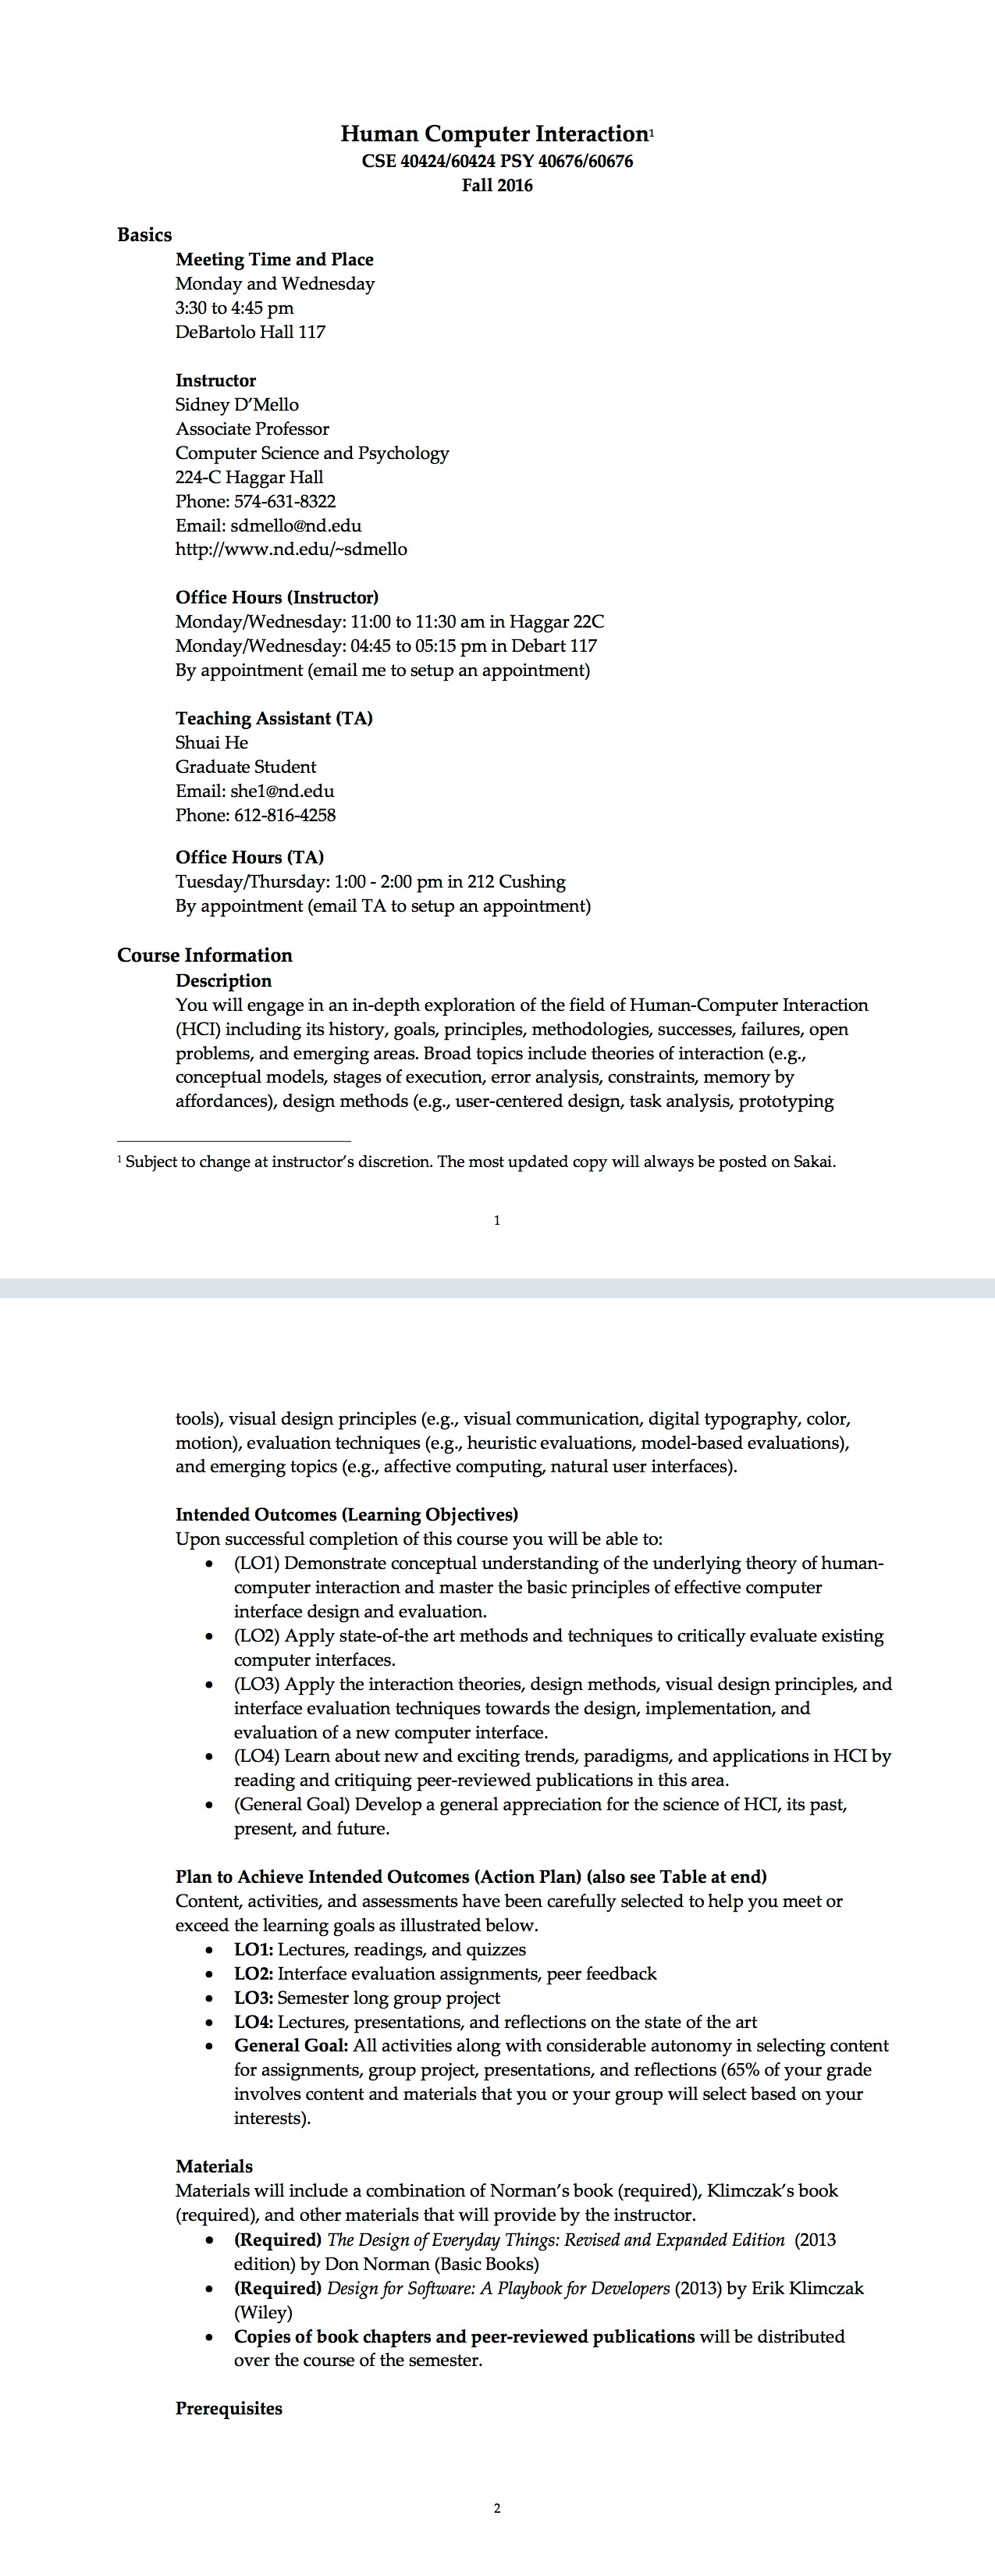 Human Computer Interaction1
CSE 40424/60424 PSY 40676/60676
Fall 2016
Basics
Meeting Time and Place
Monday and Wednesday
3:30 to 4:45 pm
DeBartolo Hall 117
Instructor
Sidney D’Mello
Associate Professor
Computer Science and Psychology
224-C Haggar Hall
Phone: 574-631-8322
Email: sdmello@nd.edu
http://www.nd.edu/~sdmello
Office Hours (Instructor)
Monday/Wednesday: 11:00 to 11:30 am in Haggar 22C
Monday/Wednesday: 04:45 to 05:15 pm in Debart 117
By appointment (email me to setup an appointment)
Teaching Assistant (TA)
Shuai He
Graduate Student
Email: she1@nd.edu
Phone: 612-816-4258
Office Hours (TA)
Tuesday/Thursday: 1:00 - 2:00 pm in 212 Cushing
By appointment (email TA to setup an appointment)
Course Information
Description
You will engage in an in-depth exploration of the field of Human-Computer Interaction
(HCI) including its history, goals, principles, methodologies, successes, failures, open
problems, and emerging areas. Broad topics include theories of interaction (e.g.,
conceptual models, stages of execution, error analysis, constraints, memory by
affordances), design methods (e.g., user-centered design, task analysis, prototyping
1 Subject to change at instructor’s discretion. The most updated copy will always be posted on Sakai.
1
tools), visual design principles (e.g., visual communication, digital typography, color,
motion), evaluation techniques (e.g., heuristic evaluations, model-based evaluations),
and emerging topics (e.g., affective computing, natural user interfaces).
Intended Outcomes (Learning Objectives)
Upon successful completion of this course you will be able to:
• (LO1) Demonstrate conceptual understanding of the underlying theory of human-
computer interaction and master the basic principles of effective computer
interface design and evaluation.
• (LO2) Apply state-of-the art methods and techniques to critically evaluate existing
computer interfaces.
• (LO3) Apply the interaction theories, design methods, visual design principles, and
interface evaluation techniques towards the design, implementation, and
evaluation of a new computer interface.
• (LO4) Learn about new and exciting trends, paradigms, and applications in HCI by
reading and critiquing peer-reviewed publications in this area.
• (General Goal) Develop a general appreciation for the science of HCI, its past,
present, and future.
Plan to Achieve Intended Outcomes (Action Plan) (also see Table at end)
Content, activities, and assessments have been carefully selected to help you meet or
exceed the learning goals as illustrated below.
• LO1: Lectures, readings, and quizzes
• LO2: Interface evaluation assignments, peer feedback
• LO3: Semester long group project
• LO4: Lectures, presentations, and reflections on the state of the art
• General Goal: All activities along with considerable autonomy in selecting content
for assignments, group project, presentations, and reflections (65% of your grade
involves content and materials that you or your group will select based on your
interests).
Materials
Materials will include a combination of Norman’s book (required), Klimczak’s book
(required), and other materials that will provide by the instructor.
• (Required) The Design of Everyday Things: Revised and Expanded Edition (2013
edition) by Don Norman (Basic Books)
• (Required) Design for Software: A Playbook for Developers (2013) by Erik Klimczak
(Wiley)
• Copies of book chapters and peer-reviewed publications will be distributed
over the course of the semester.
Prerequisites
2